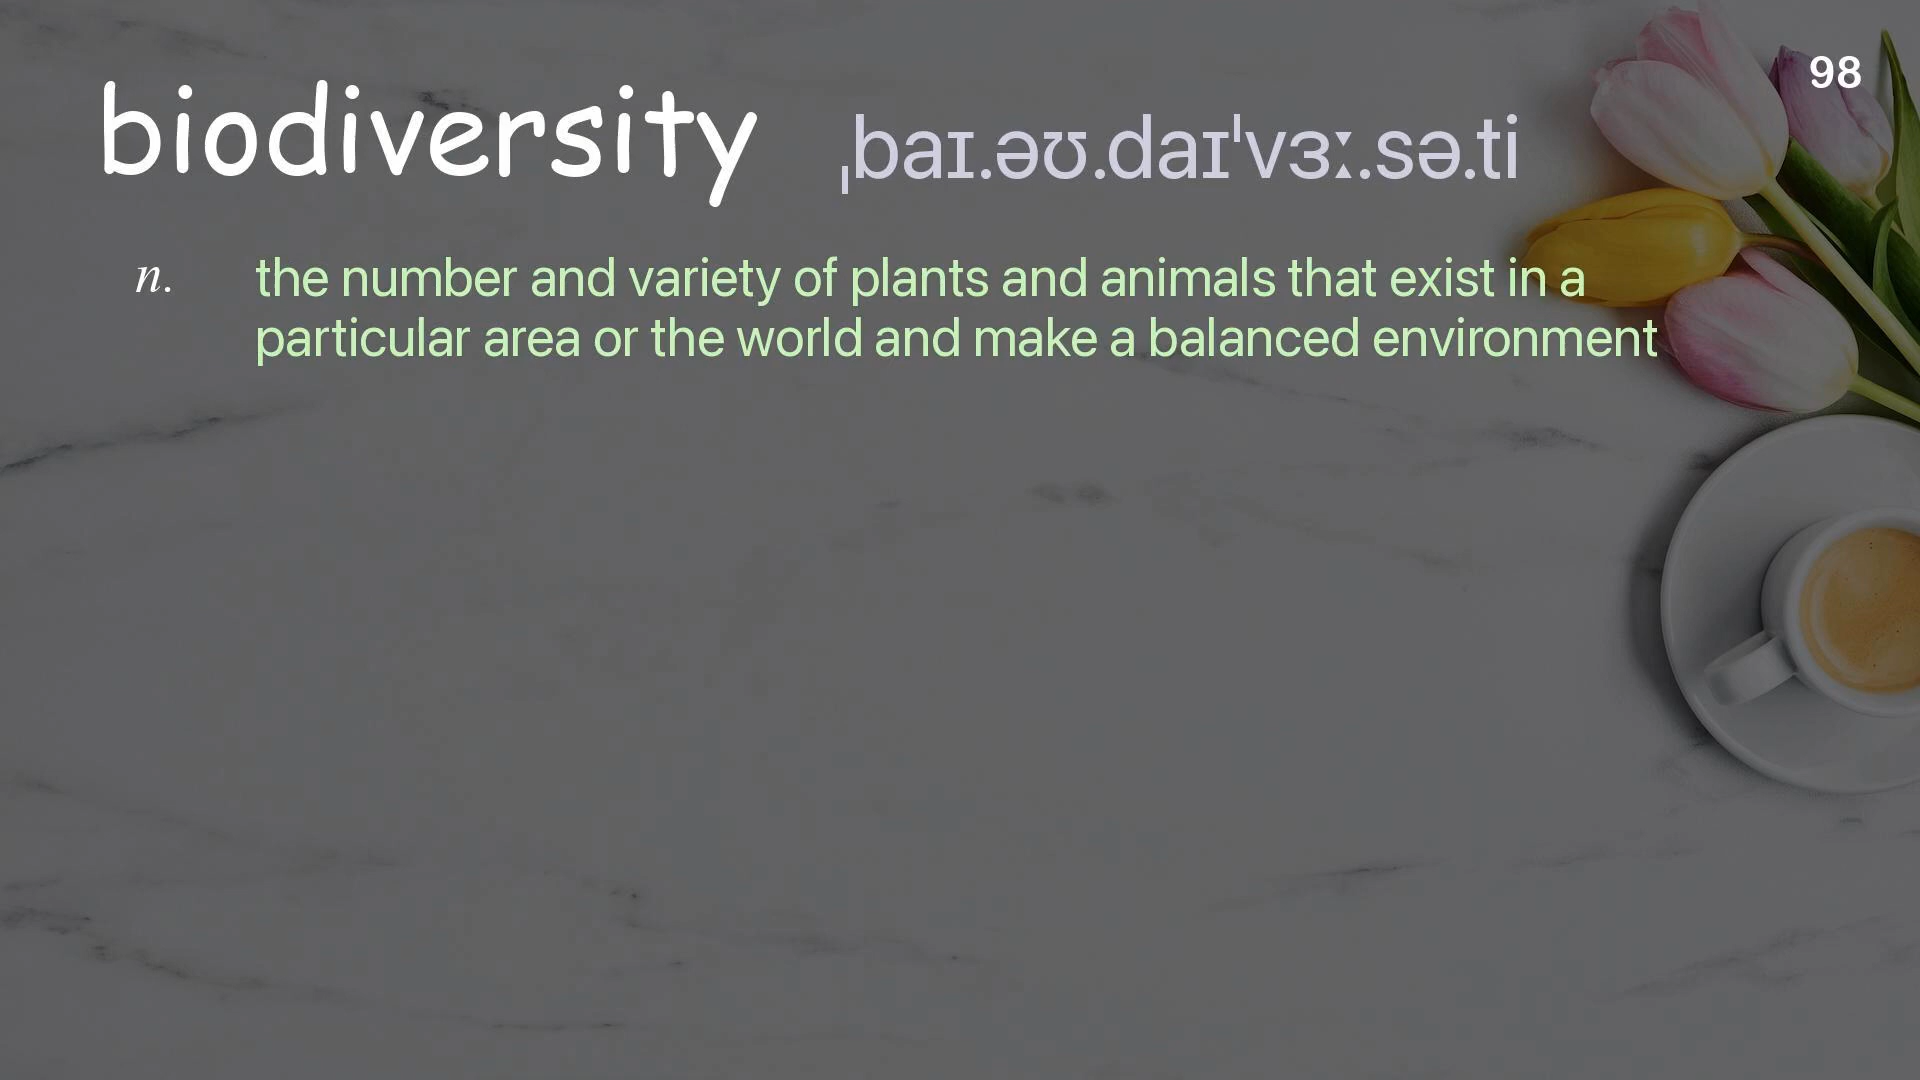 98
biodiversity ˌbaɪ.əʊ.daɪˈvɜː.sə.ti
n. the number and variety of plants and animals that exist in a
particular area or the world and make a balanced environment